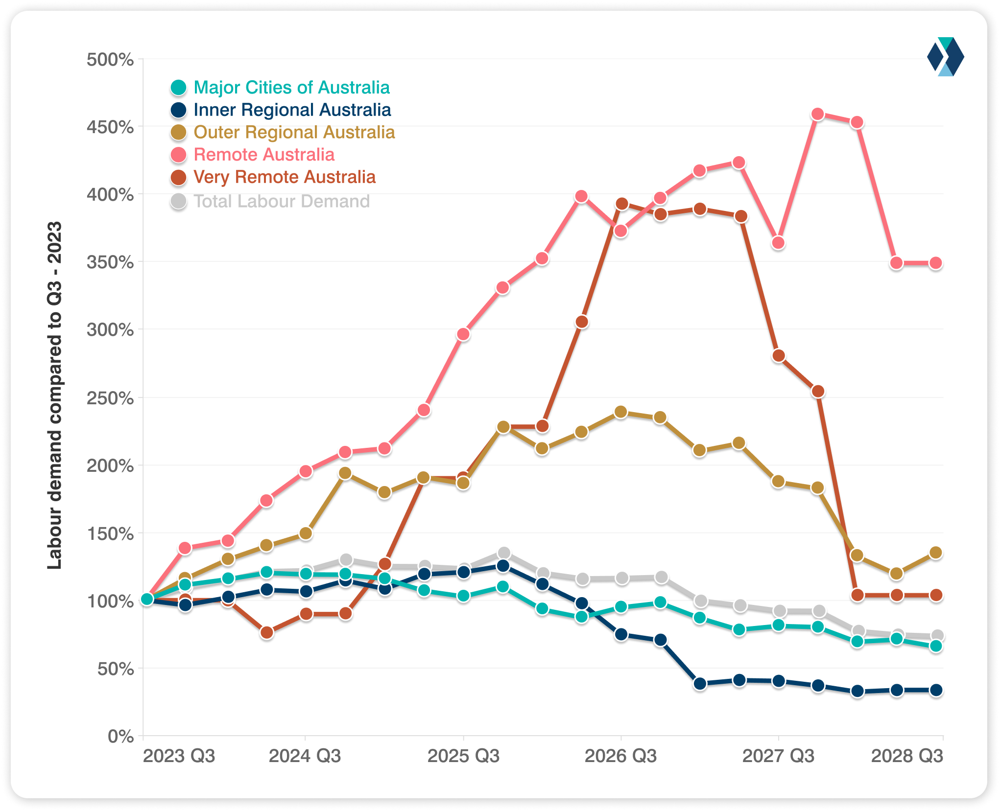 500%
450%
400%
350%
300%
250%
200%
150%
100%
50%
0%
Labour demand compared to Q3 - 2023
Major Cities of Australia
Inner Regional Australia
Outer Regional Australia
Remote Australia
Very Remote Australia
Total Labour Demand
2023 Q3
2024 Q3
2025 Q3
2026 Q3
2027 Q3
2028 Q3